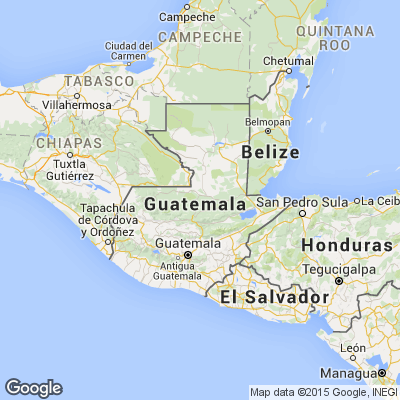 Campeche
CAMPECHE
QUINTANA
ROO
Ciudad del
Carmen
Chetumal
TABASCO
Villahermosa
Belmopan
CHIAPAS
Belize
Tuxtla
Gutiérrez
Guatemala
San Pedro Sula
La Ceib
Tapachula de
Córdova
y Ordoñez
Honduras
Guatemala
Antigua
Guatemala
Tegucigalpa
El Salvador
León
Managua
Google
Map data ©2015 Google, INEGI